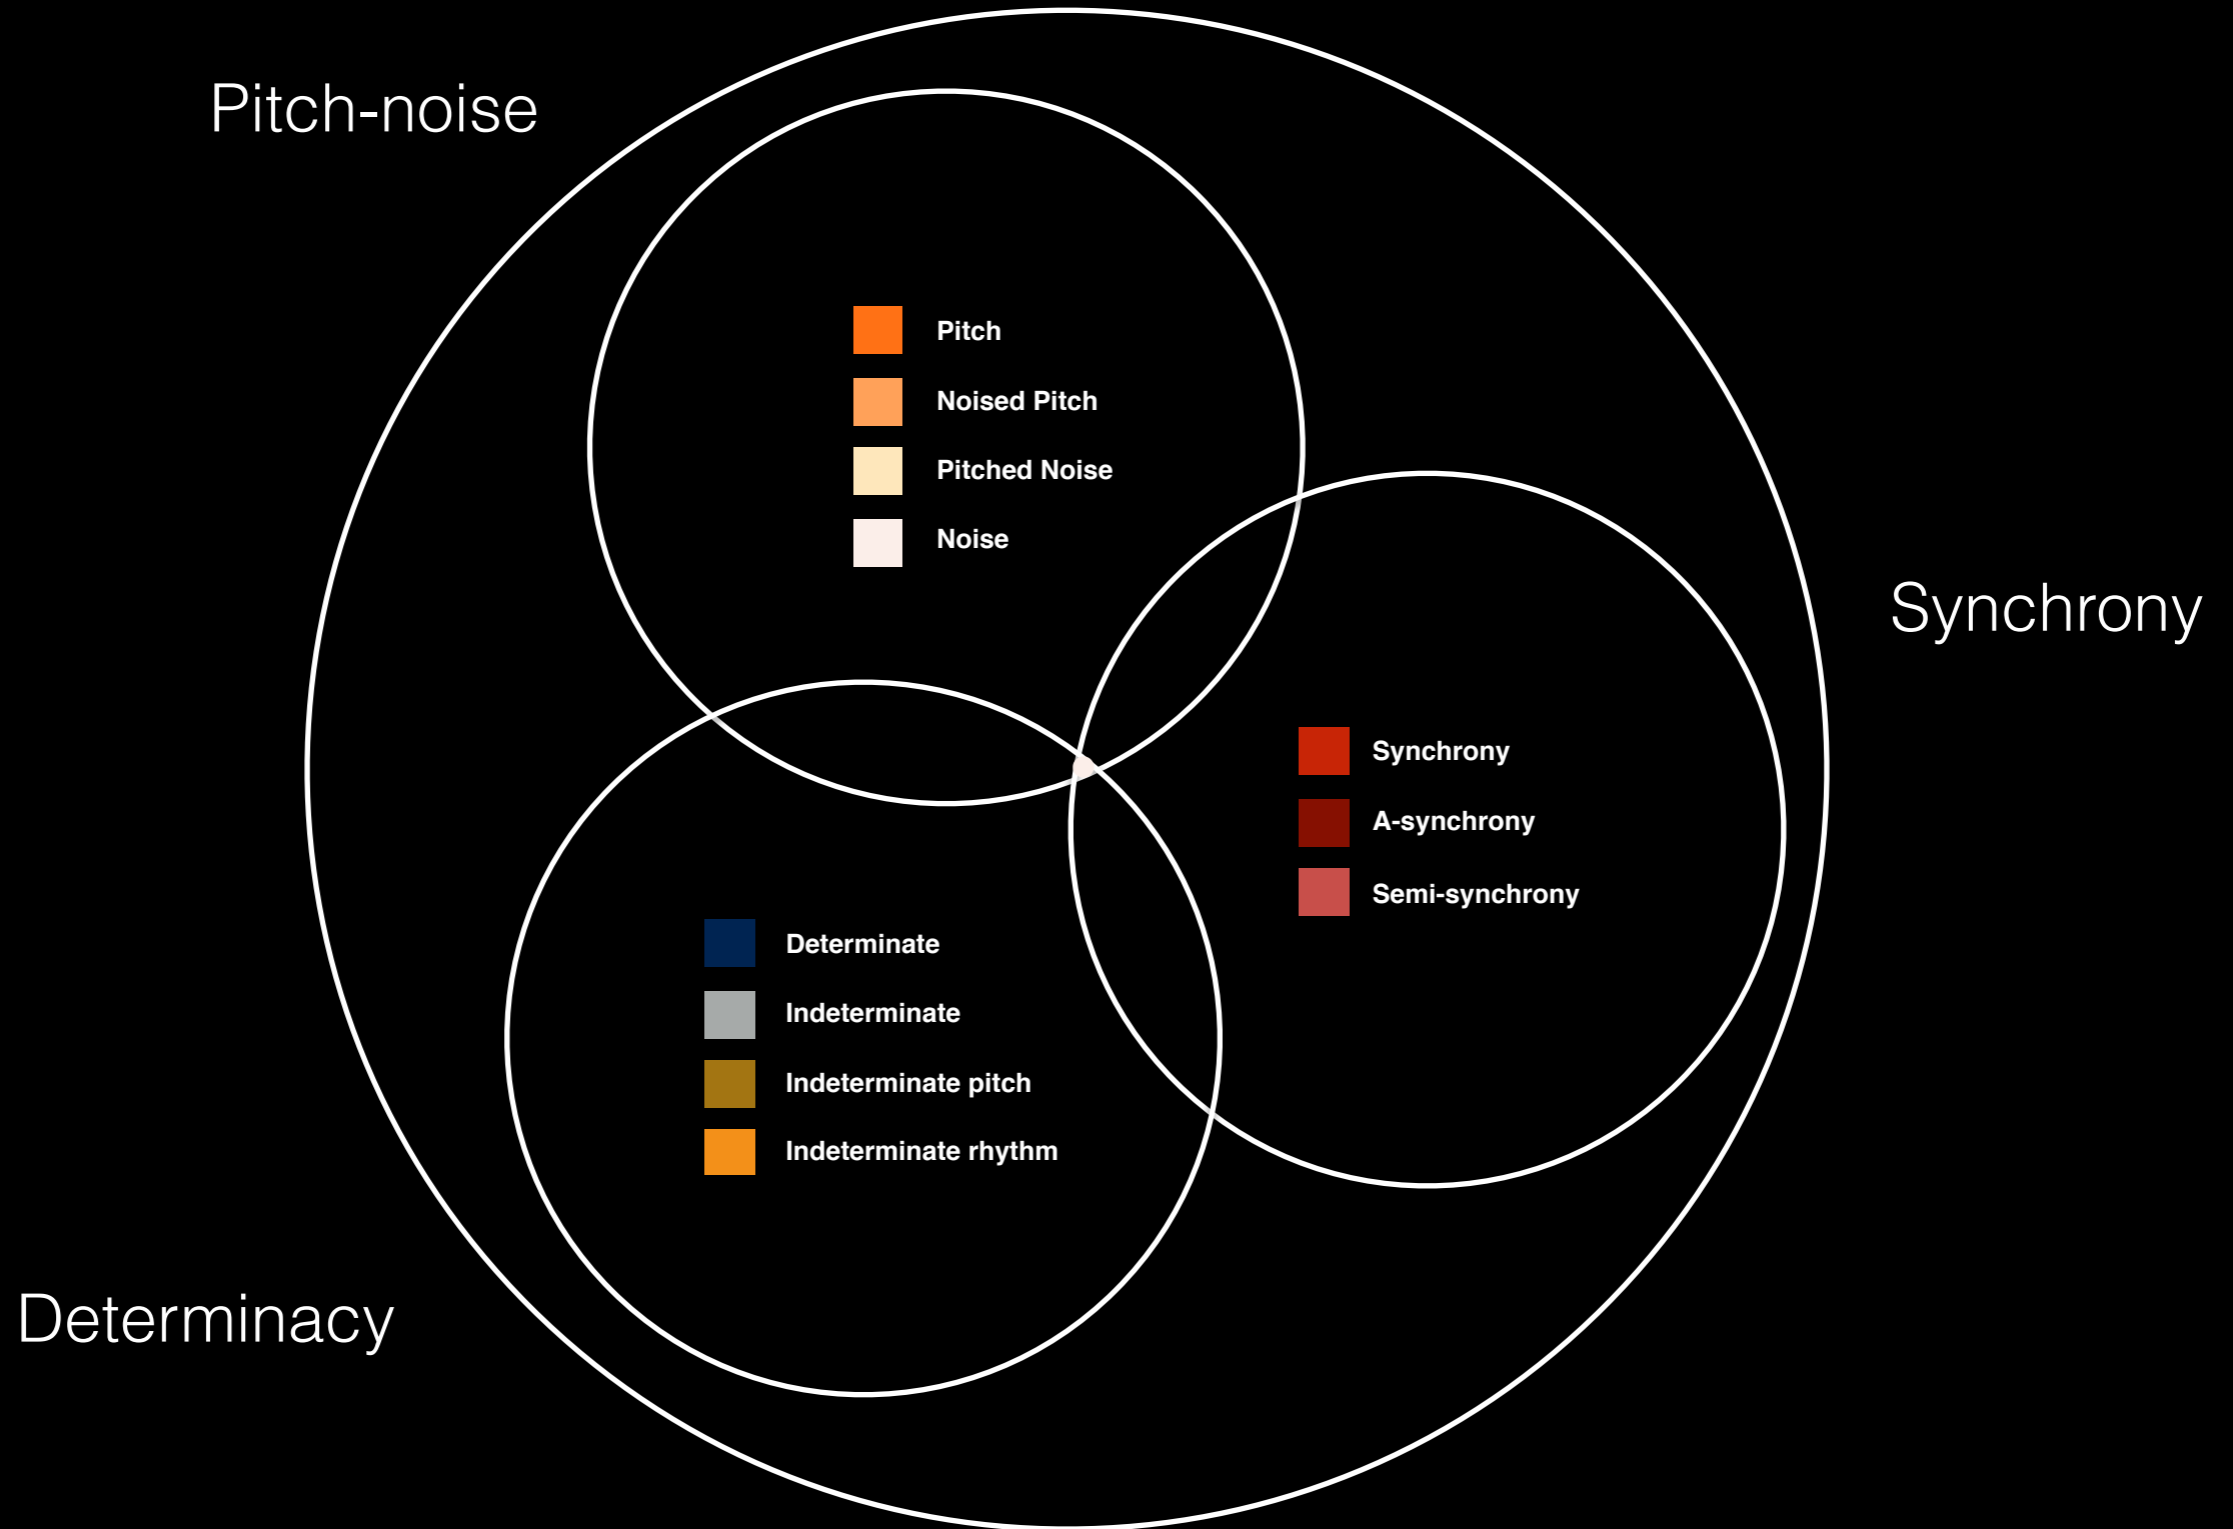 Pitch-noise
Pitch
Noised Pitch
Pitched Noise
Noise
Synchrony
Synchrony
A-synchrony
Semi-synchrony
Determinate
Indeterminate
Indeterminate pitch
Indeterminate rhythm
Determinacy